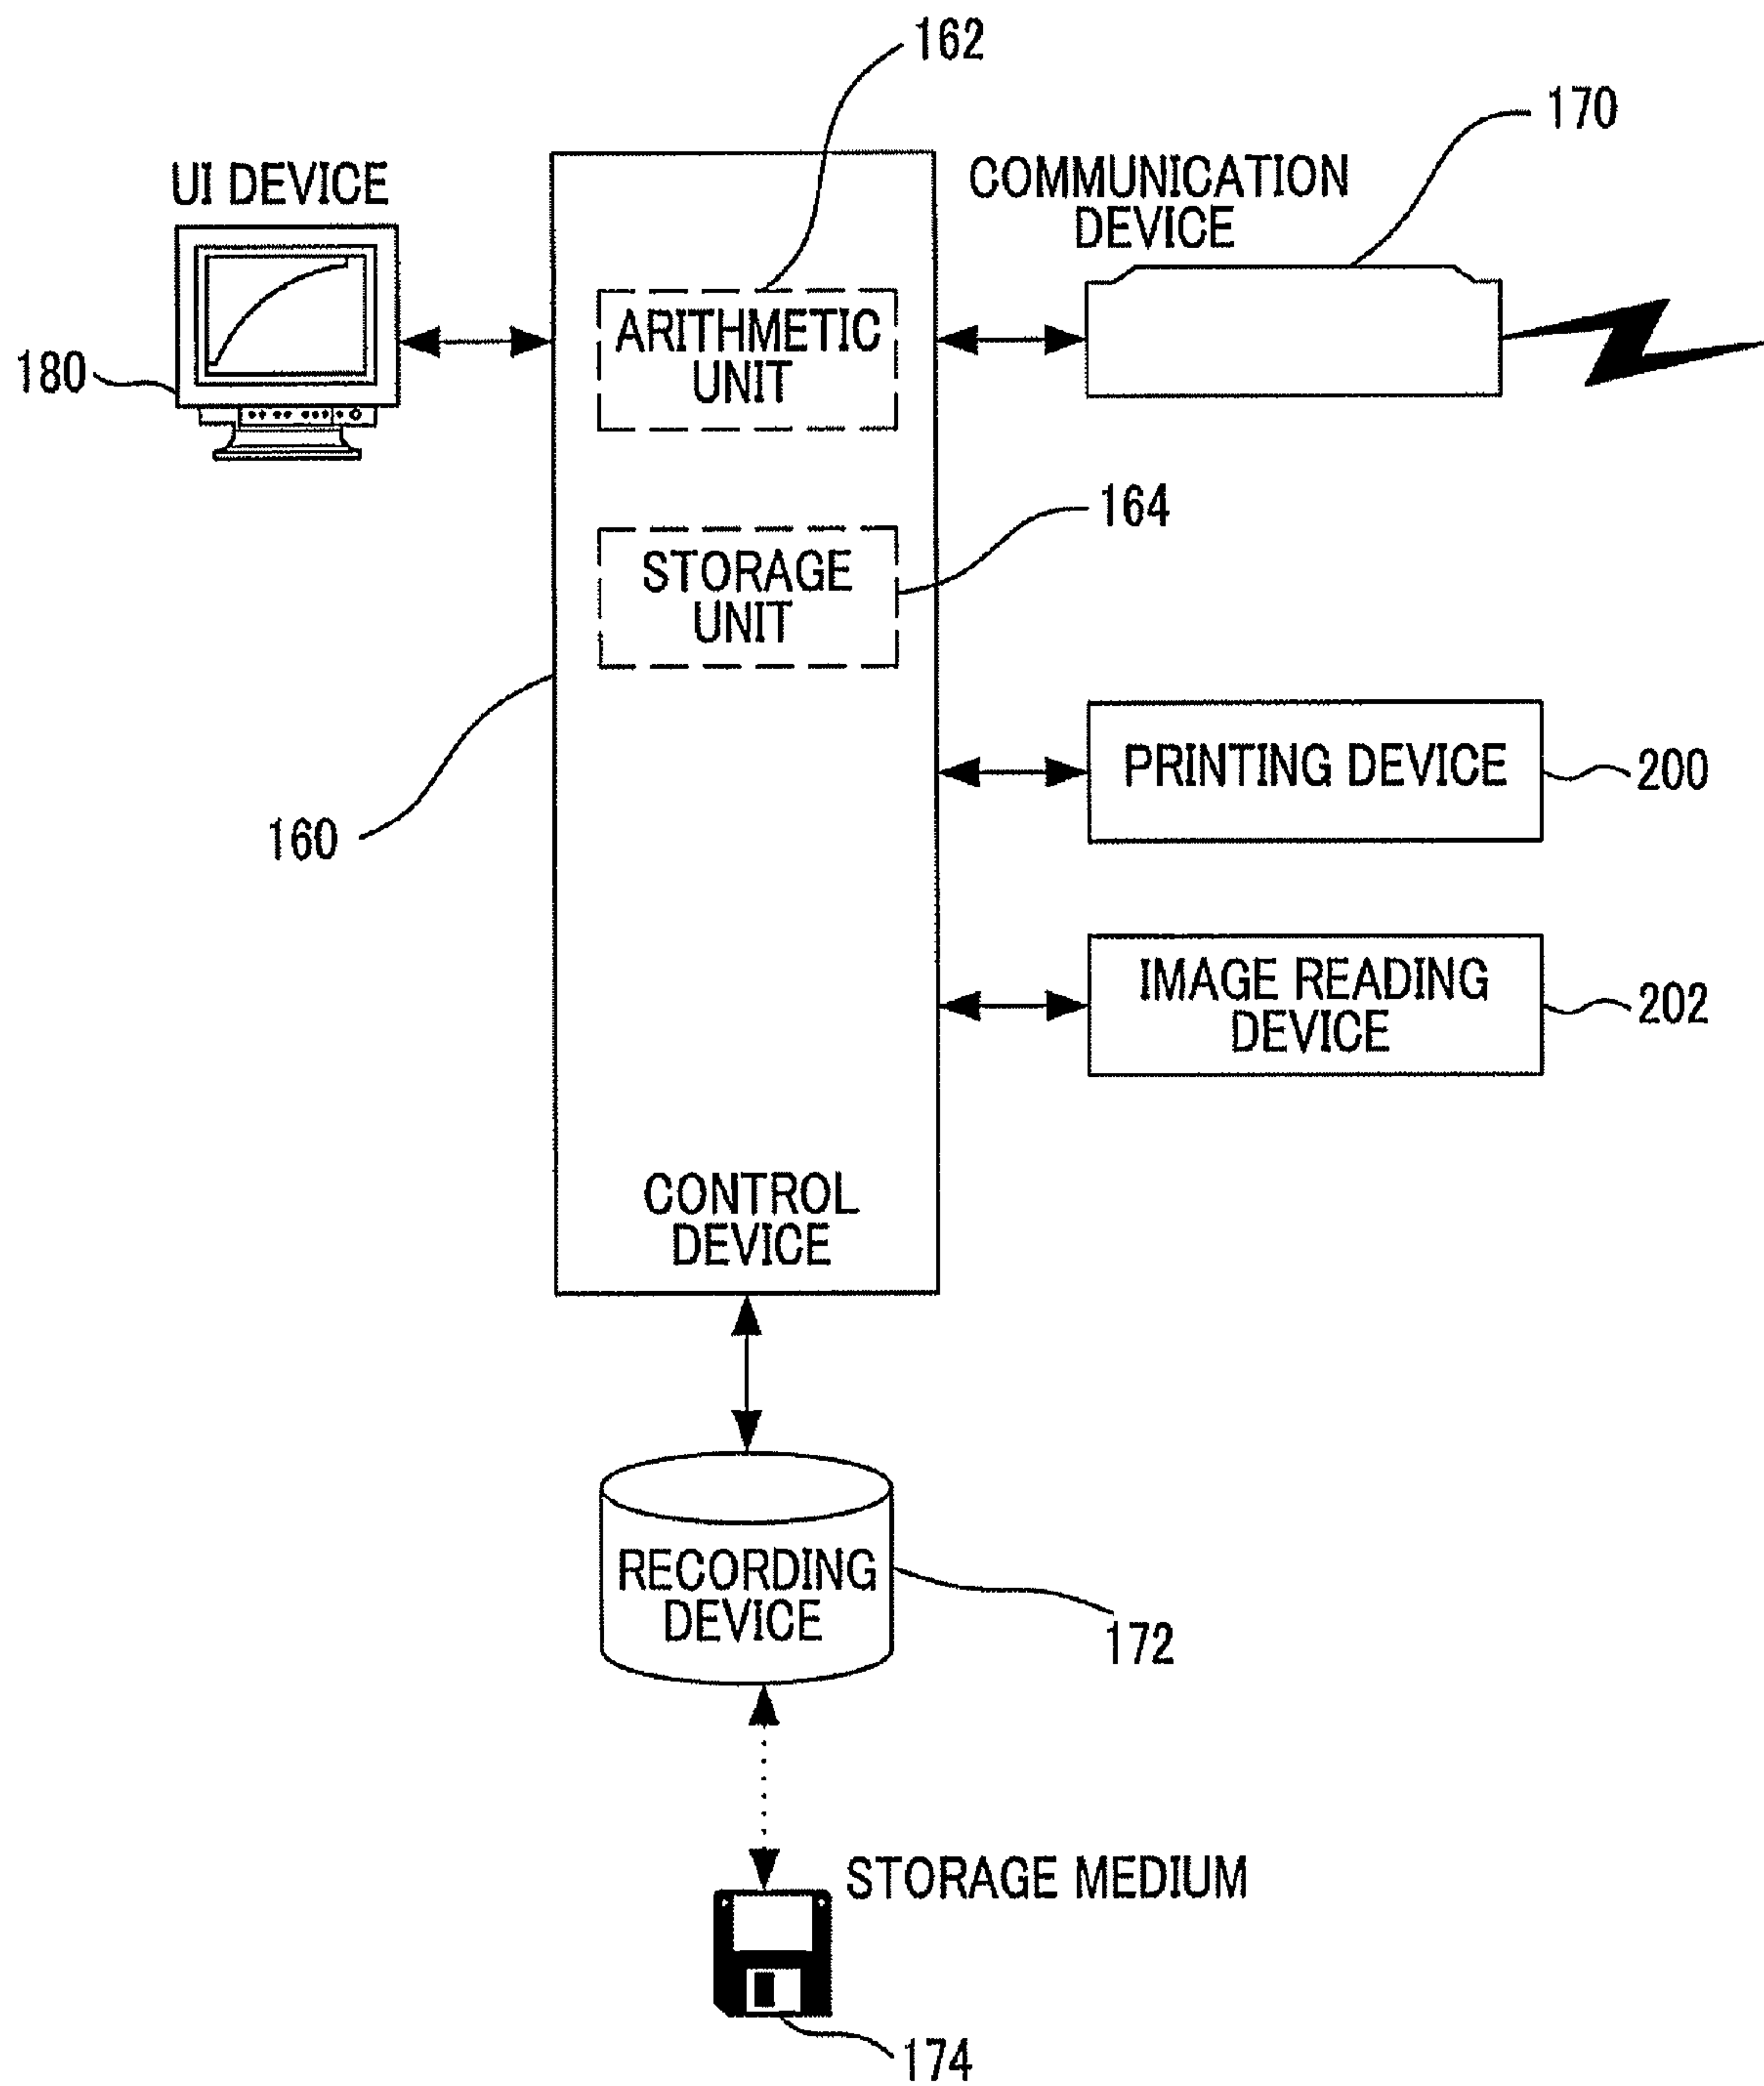 162
170
UI DEVICE
COMMUNICATION
DEVICE
ARITHMETIC
UNIT
180
164
STORAGE
UNIT
PRINTING DEVICE
200
160
IMAGE READING
DEVICE
202
CONTROL
DEVICE
RECORDING
DEVICE
172
STORAGE MEDIUM
174